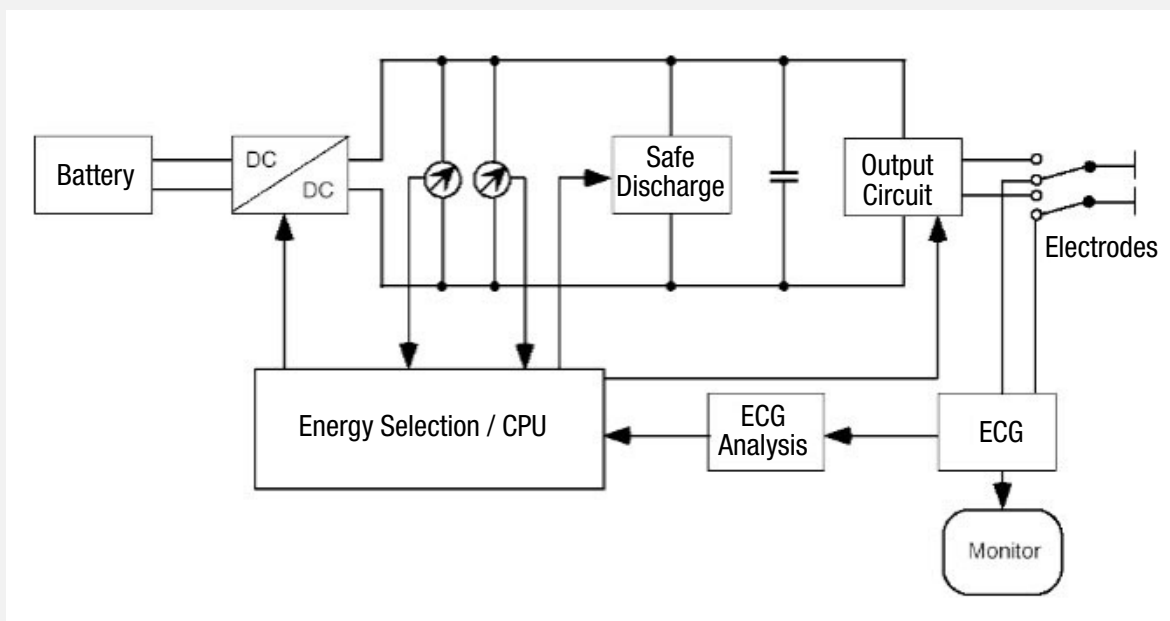 Battery
DC
DC
Safe
Discharge
Output
Circuit
Electrodes
Energy Selection / CPU
ECG
Analysis
ECG
Monitor